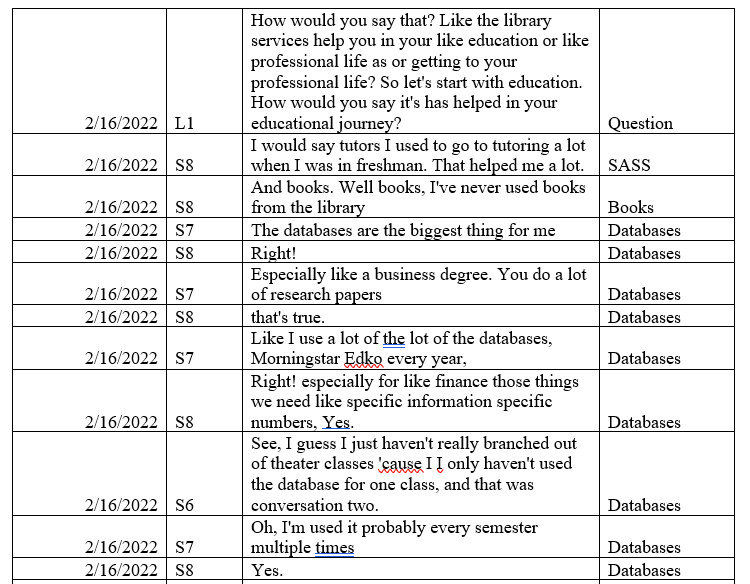 How would you say that? Like the library
services help you in your like education or like
professional life as or getting to your
professional life? So let's start with education.
How would you say it's has helped in your
2/16/2022 L1 educational journey? Question
I would say tutors I used to go to tutoring a lot
2/16/2022 S8 when I was in freshman. That helped me a lot. SASS
And books. Well books, I've never used books
2/16/2022 S8 from the library Books
2/16/2022 S7 The databases are the biggest thing for me Databases
2/16/2022 S8 Right! Databases
Especially like a business degree. You do a lot
2/16/2022 S7 of research papers Databases
2/16/2022 S8 that's true. Databases
Like I use a lot of the lot of the databases,
2/16/2022 S7 Morningstar Edko every year, Databases
Right! especially for like finance those things
we need like specific information specific
2/16/2022 S8 numbers, Yes. Databases
See, I guess I just haven't really branched out
of theater classes 'cause I I only haven't used
the database for one class, and that was
2/16/2022 S6 conversation two. Databases
Oh, I'm used it probably every semester
2/16/2022 S7 multiple times Databases
2/16/2022 S8 Yes. Databases